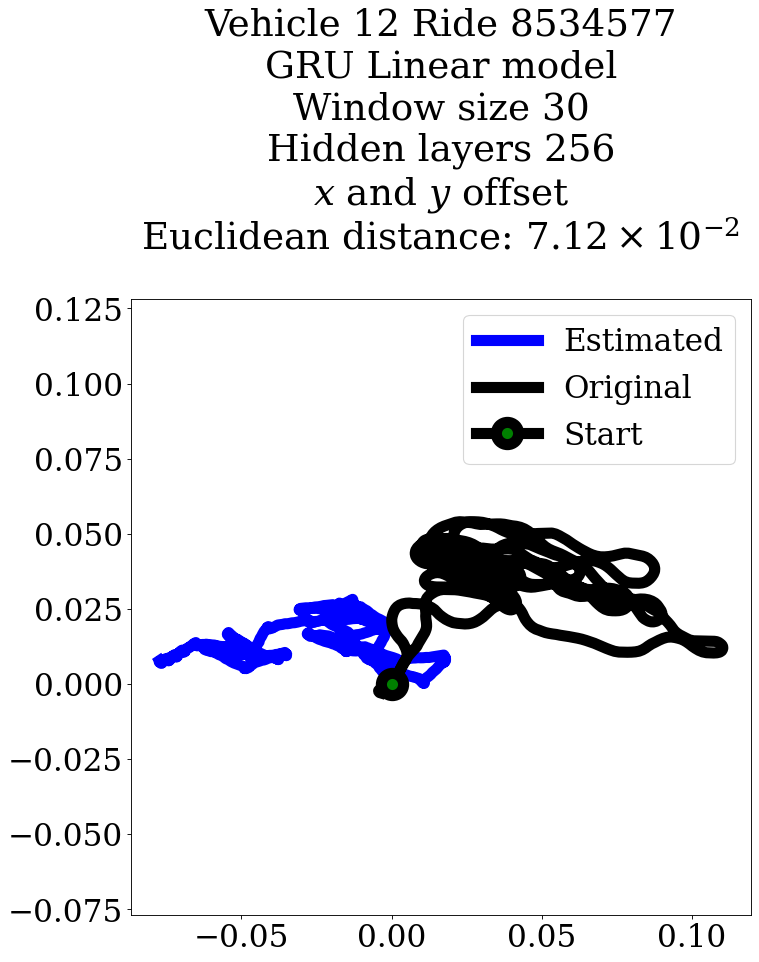 Vehicle 12 Ride 8534577
GRU Linear model
Window size 30
Hidden layers 256
x and y offset
Euclidean distance: 7.12 × 10⁻²
0.125
0.100
0.075
0.050
0.025
0.000
−0.025
−0.050
−0.075
Estimated
Original
Start
−0.05
0.00
0.05
0.10